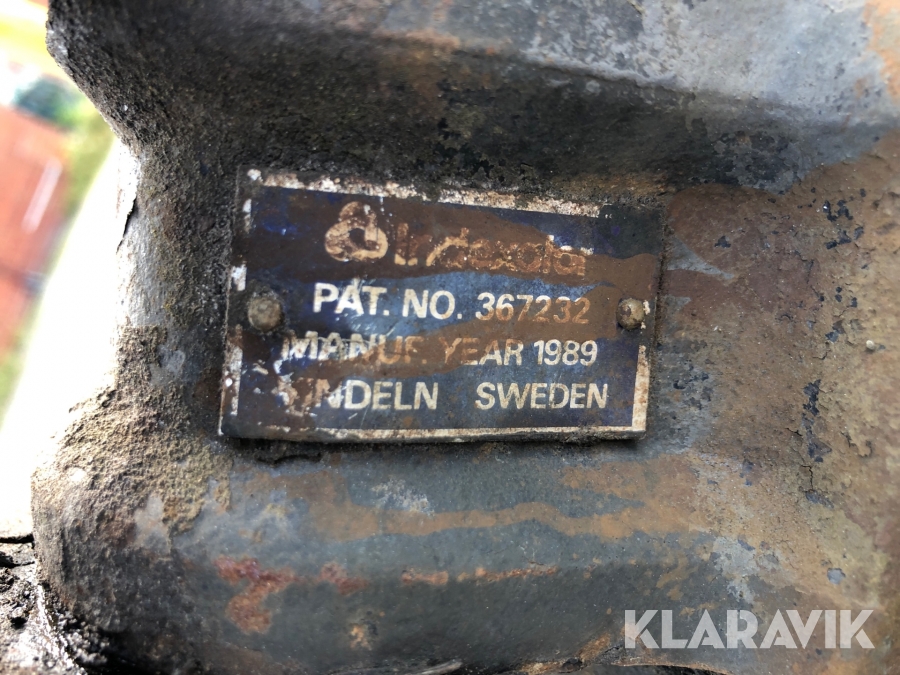 Indexator
PAT. NO. 367232
MANUF. YEAR 1989
VINDELN SWEDEN
KLARAVIK